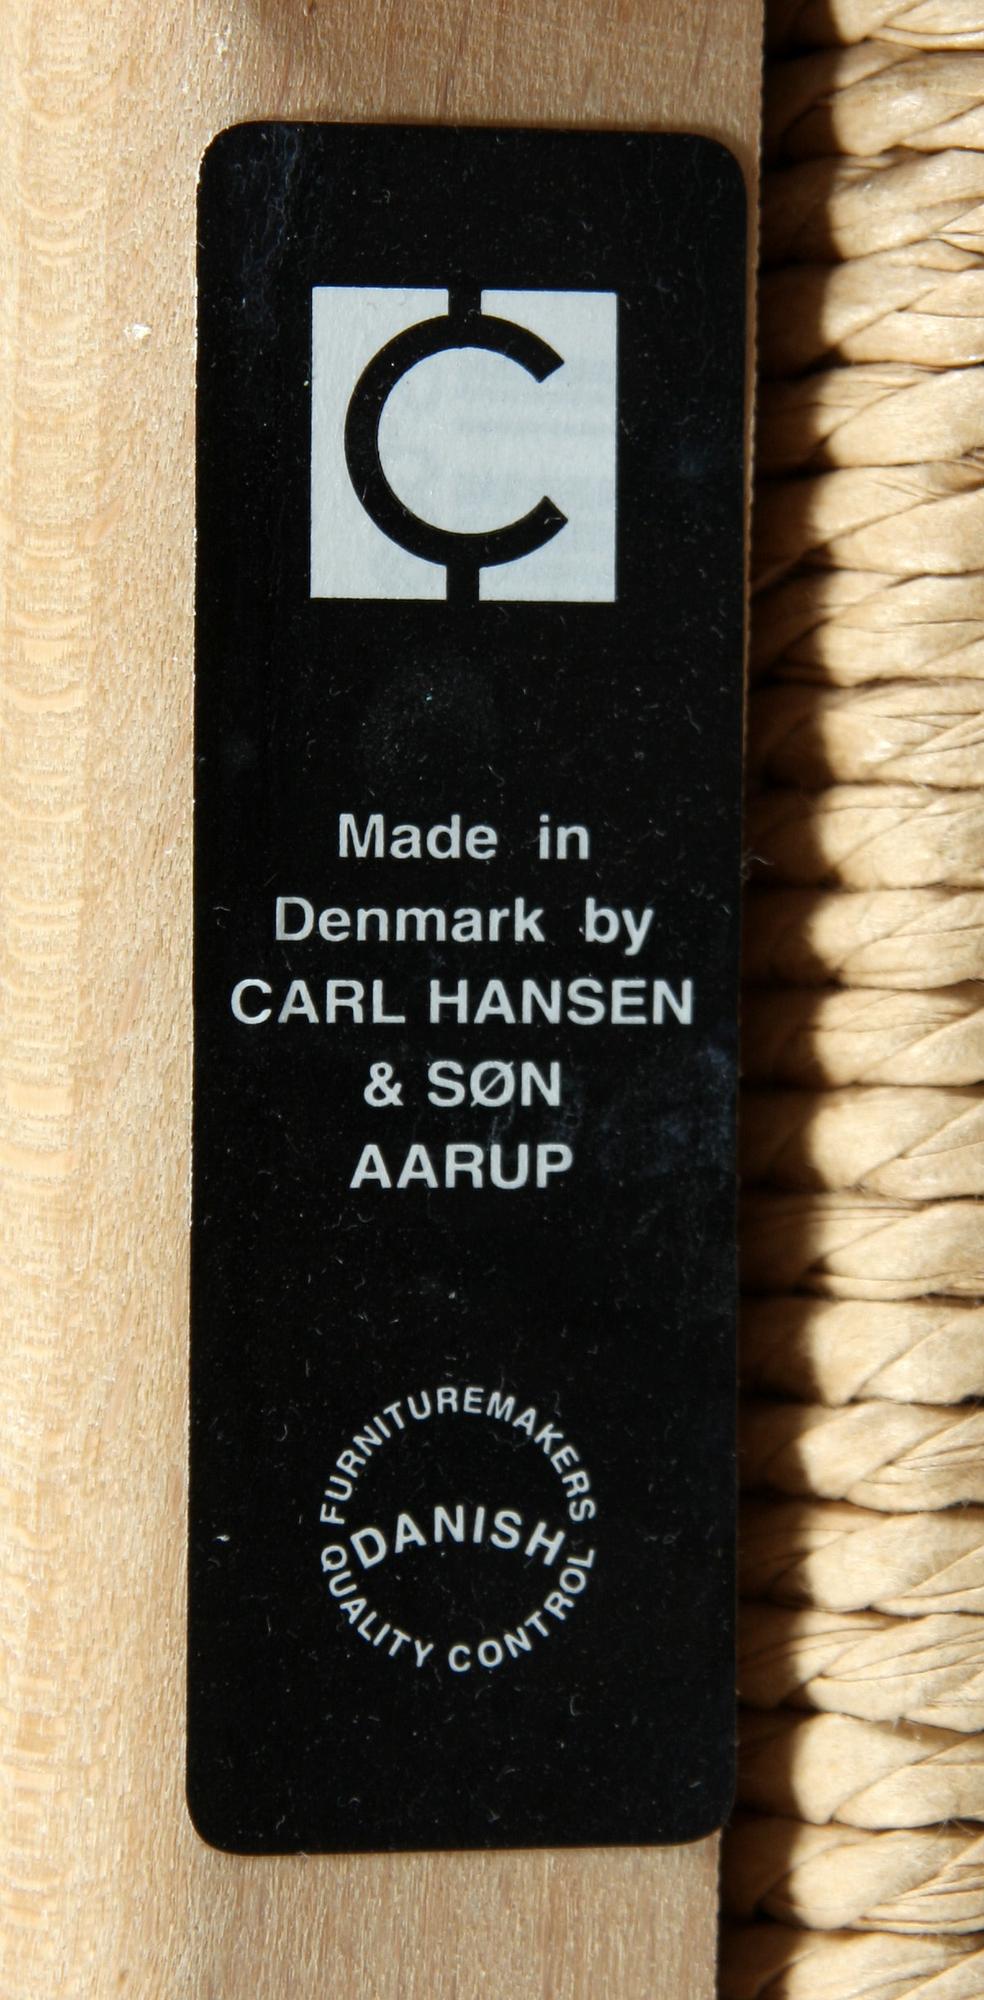 C
Made in
Denmark by
CARL HANSEN
& SØN
AARUP
FURNITUREMAKERS
DANISH
QUALITY CONTROL